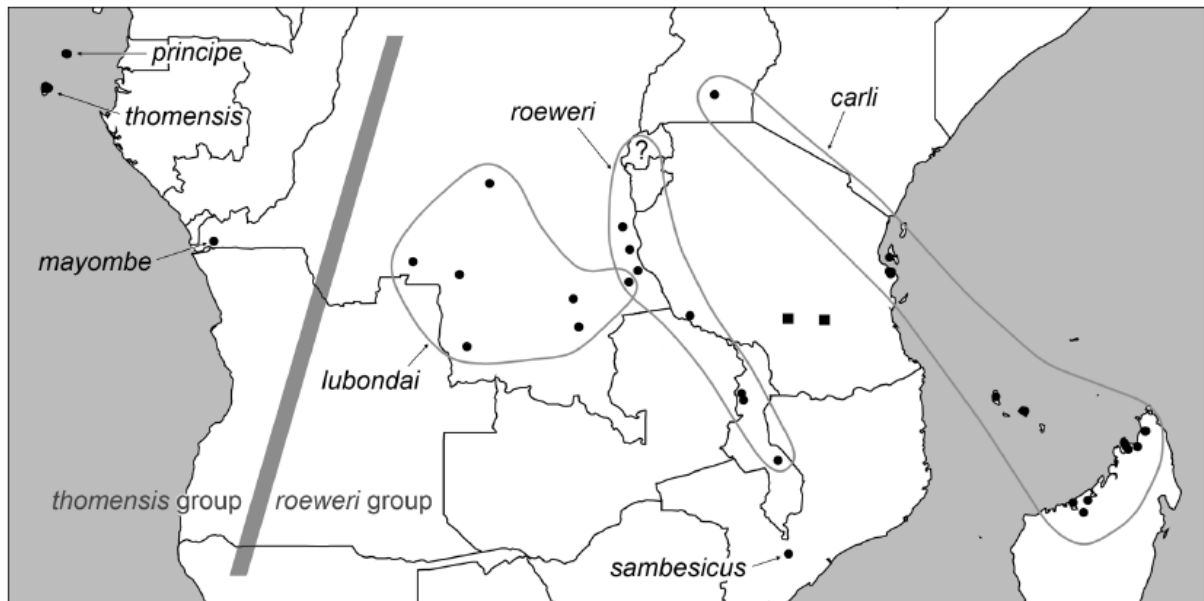 principe
thomensis
roeweri
carli
?
mayombe
lubondai
thomensis group
roeweri group
sambesicus